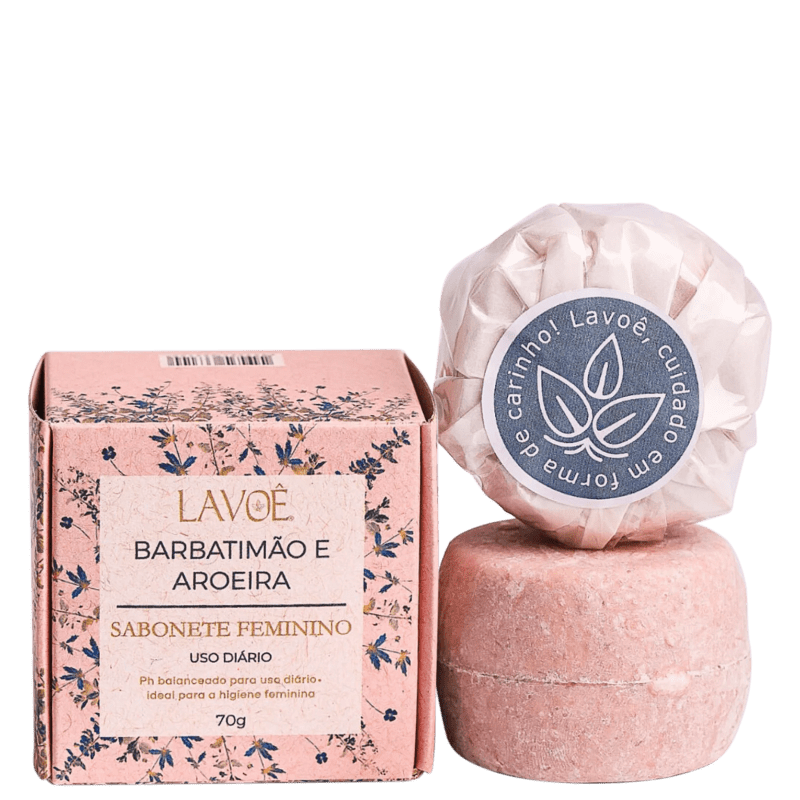 LAVOÊ
BARBATIMÃO E
AROEIRA
SABONETE FEMININO
USO DIÁRIO
Ph balanceado para uso diário.
ideal para a higiene feminina
70g
Lavoê, cuidado em forma de carinho!